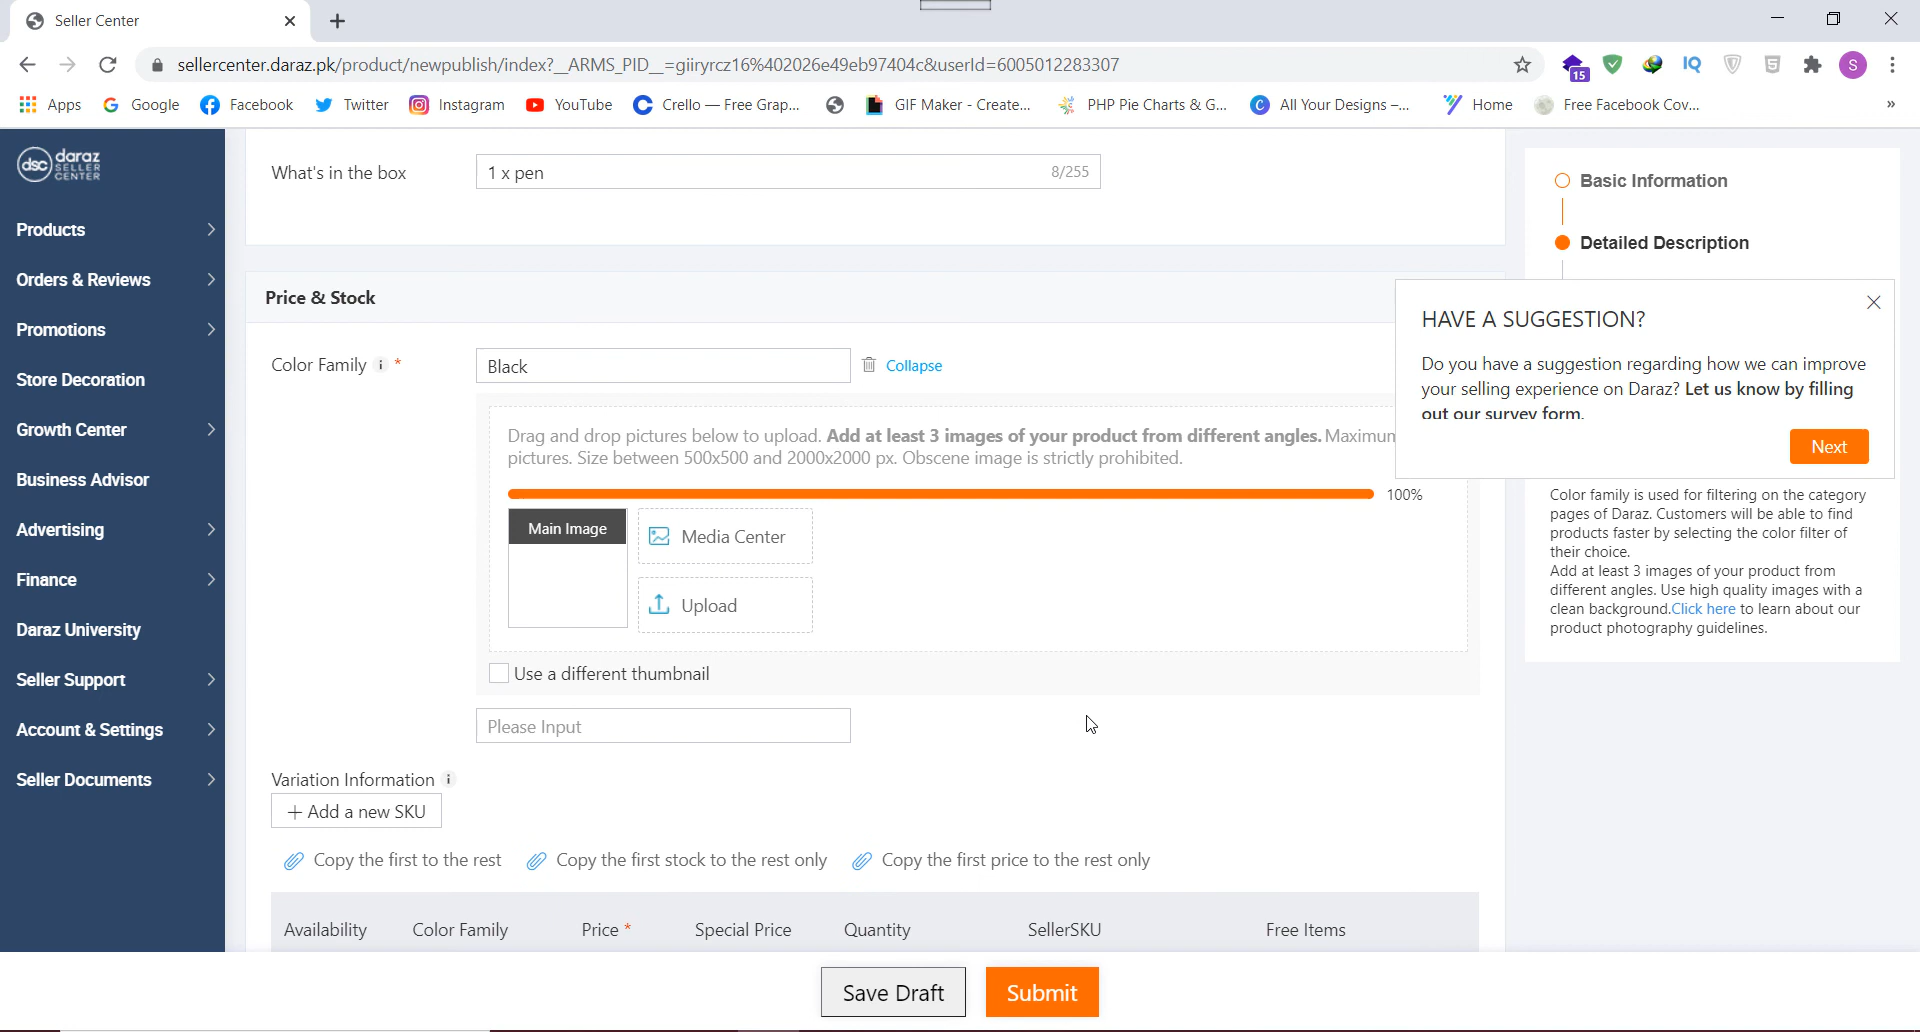 Seller Center
sellercenter.daraz.pk/product/newpublish/index?__ARMS_PID__=giiryrcz16%402026e49eb97404c&userId=6005012283307
15
IQ
S
Apps
Google
Facebook
Twitter
Instagram
YouTube
Crello — Free Grap...
GIF Maker - Create...
PHP Pie Charts & G...
All Your Designs –...
Home
Free Facebook Cov...
»
dsc daraz
SELLER
CENTER
Products
Orders & Reviews
Promotions
Store Decoration
Growth Center
Business Advisor
Advertising
Finance
Daraz University
Seller Support
Account & Settings
Seller Documents
What's in the box
1 x pen
8/255
Price & Stock
Color Family i *
Black
Collapse
Drag and drop pictures below to upload. Add at least 3 images of your product from different angles. Maximum
pictures. Size between 500x500 and 2000x2000 px. Obscene image is strictly prohibited.
100%
Main Image
Media Center
Upload
Use a different thumbnail
Please Input
Variation Information i
+ Add a new SKU
Copy the first to the rest
Copy the first stock to the rest only
Copy the first price to the rest only
Availability
Color Family
Price *
Special Price
Quantity
SellerSKU
Free Items
Save Draft
Submit
Basic Information
Detailed Description
HAVE A SUGGESTION?
Do you have a suggestion regarding how we can improve
your selling experience on Daraz? Let us know by filling
out our survey form.
Next
Color family is used for filtering on the category
pages of Daraz. Customers will be able to find
products faster by selecting the color filter of
their choice.
Add at least 3 images of your product from
different angles. Use high quality images with a
clean background.Click here to learn about our
product photography guidelines.